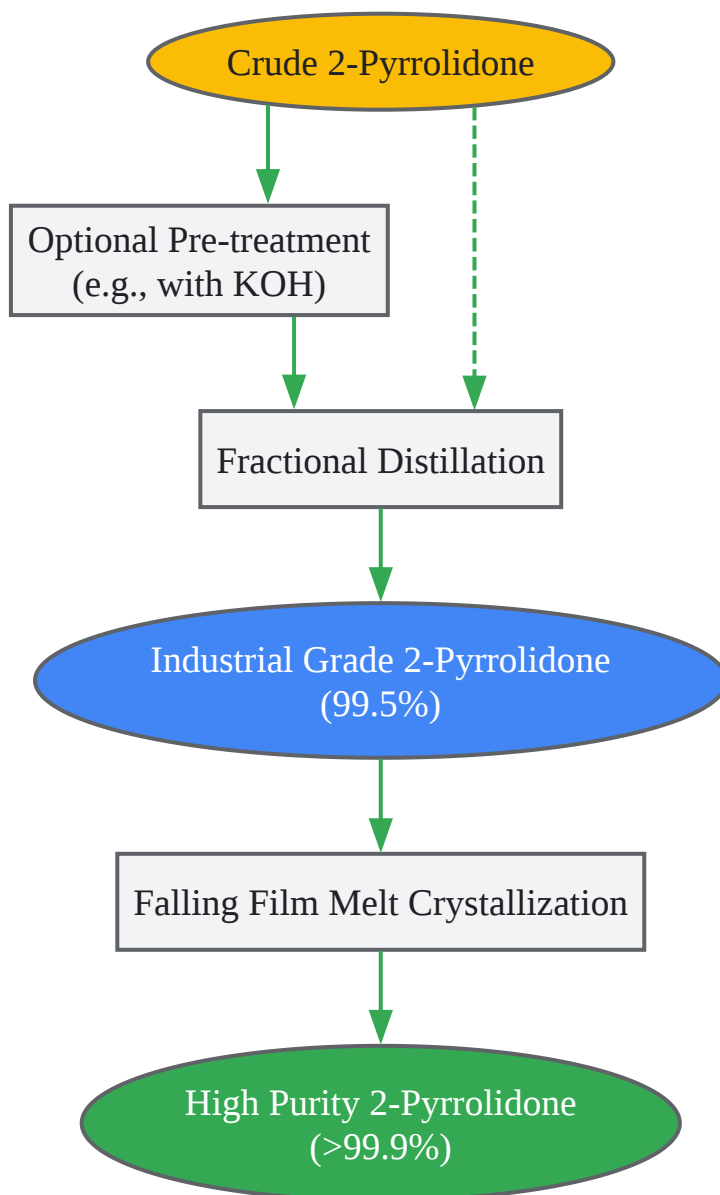 Crude 2-Pyrrolidone
Optional Pre-treatment
(e.g., with KOH)
Fractional Distillation
Industrial Grade 2-Pyrrolidone
(99.5%)
Falling Film Melt Crystallization
High Purity 2-Pyrrolidone
(>99.9%)